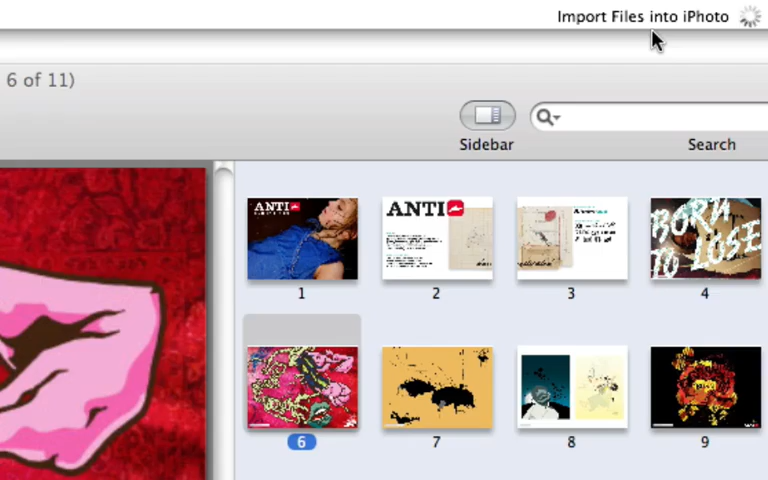 Import Files into iPhoto
6 of 11)
Sidebar
Search
ANTI
ANTI
BORN
TO LOSE
1
2
3
4
6
7
8
9